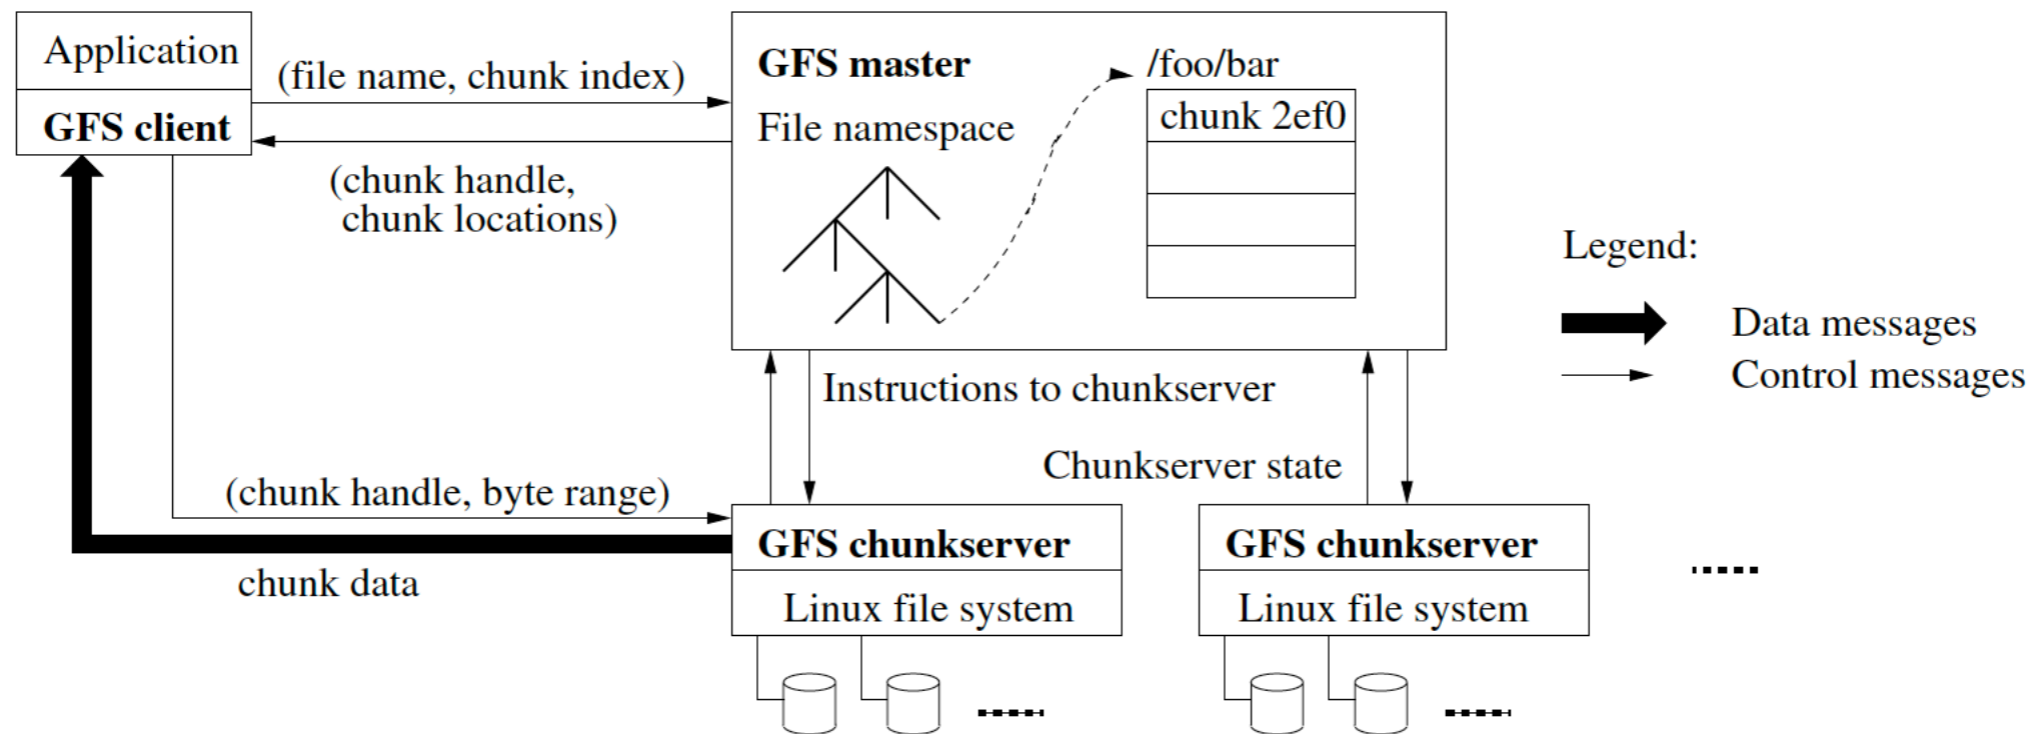 Application
GFS client
(file name, chunk index)
(chunk handle,
chunk locations)
GFS master
File namespace
/foo/bar
chunk 2ef0
Legend:
Data messages
Control messages
Instructions to chunkserver
Chunkserver state
(chunk handle, byte range)
chunk data
GFS chunkserver
Linux file system
GFS chunkserver
Linux file system